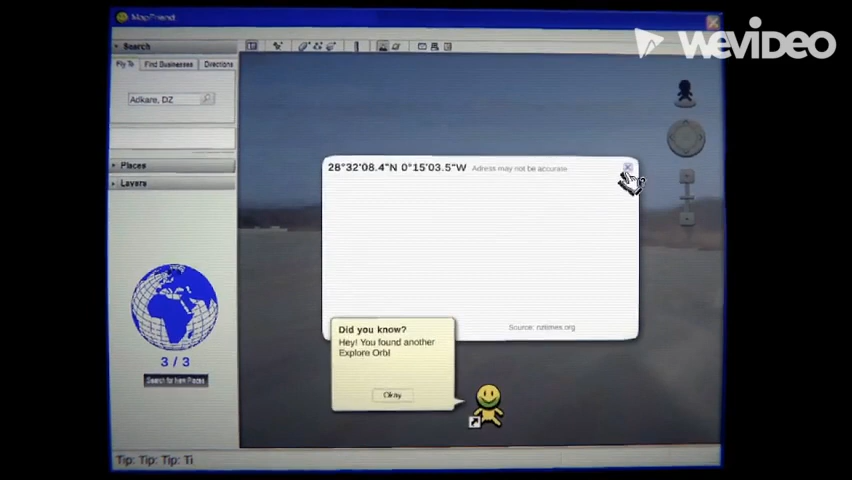 MapFriend
WEVIDEO
Search
Fly To Find Businesses Directions
Adkare, DZ
28°32'08.4"N 0°15'03.5"W Adress may not be accurate
Places
Layers
Did you know?
Hey! You found another
Explore Orb!
Okay
Source: nztimes.org
3 / 3
Search for New Places
Tip: Tip: Tip: Ti